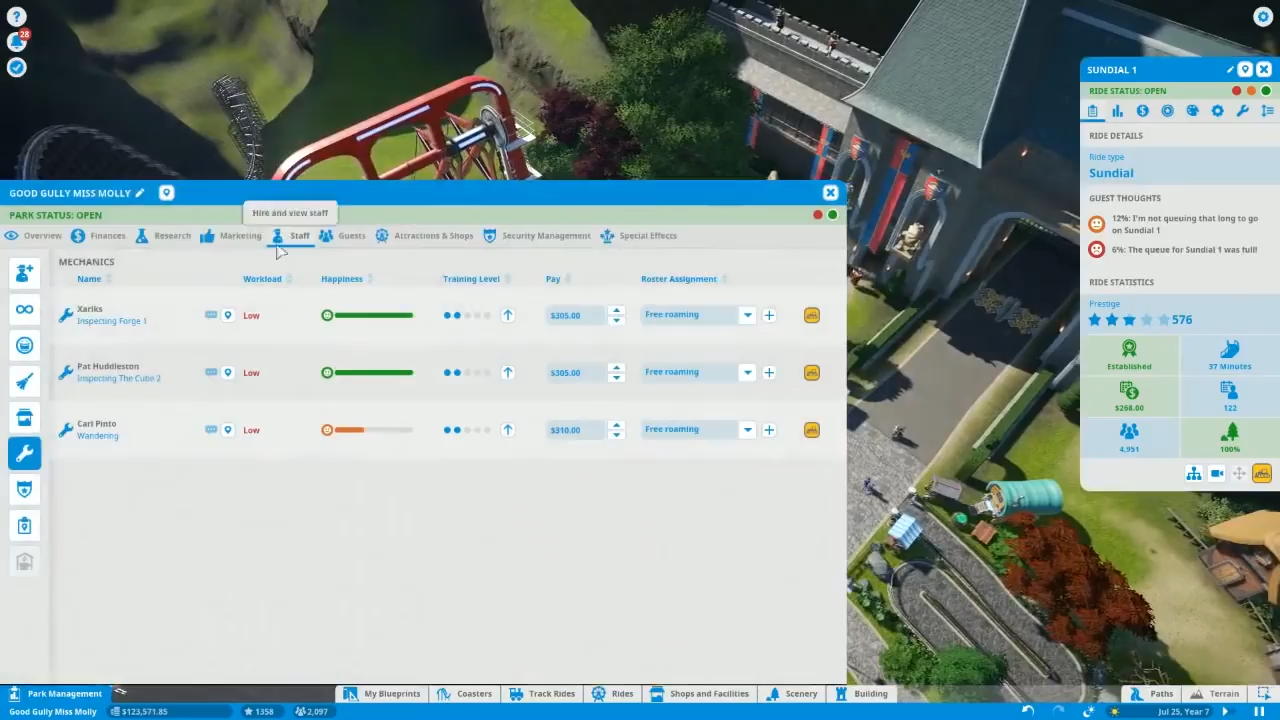 ?
28
SUNDIAL 1
RIDE STATUS: OPEN
RIDE DETAILS
Ride type
Sundial
GUEST THOUGHTS
12%: I'm not queuing that long to go
on Sundial 1
6%: The queue for Sundial 1 was full!
RIDE STATISTICS
Prestige
576
Established
37 Minutes
$268.00
122
4,951
100%
GOOD GULLY MISS MOLLY
PARK STATUS: OPEN
Hire and view staff
Overview
Finances
Research
Marketing
Staff
Guests
Attractions & Shops
Security Management
Special Effects
MECHANICS
Name
Workload
Happiness
Training Level
Pay
Roster Assignment
Xariks
Inspecting Forge 1
Low
$305.00
Free roaming
Pat Huddleston
Inspecting The Cube 2
Low
$305.00
Free roaming
Carl Pinto
Wandering
Low
$310.00
Free roaming
Park Management
My Blueprints
Coasters
Track Rides
Rides
Shops and Facilities
Scenery
Building
Paths
Terrain
Good Gully Miss Molly
$123,571.85
1358
2,097
Jul 25, Year 7